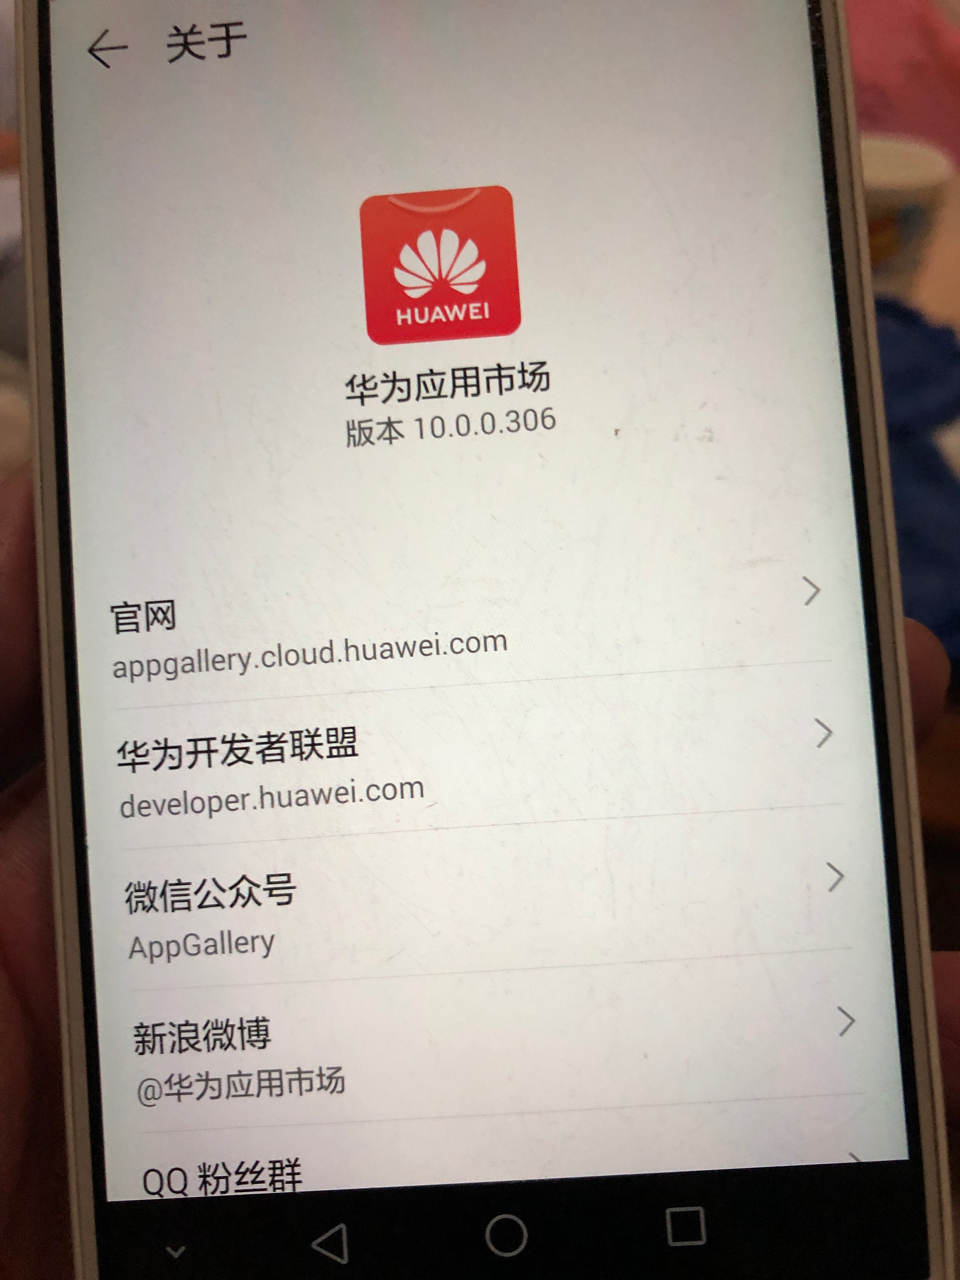 关于
HUAWEI
华为应用市场
版本 10.0.0.306
官网
appgallery.cloud.huawei.com
华为开发者联盟
developer.huawei.com
微信公众号
AppGallery
新浪微博
@华为应用市场
QQ 粉丝群